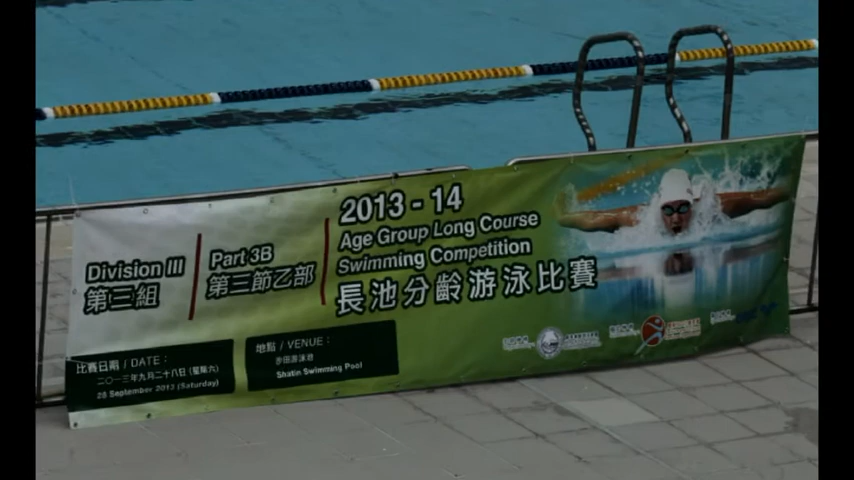 Division III
第三組
Part 3B
第三節乙部
2013 - 14
Age Group Long Course
Swimming Competition
長池分齡游泳比賽
比賽日期 / DATE :
二〇一三年九月二十八日 (星期六)
28 September 2013 (Saturday)
地點 / VENUE :
沙田游泳池
Shatin Swimming Pool